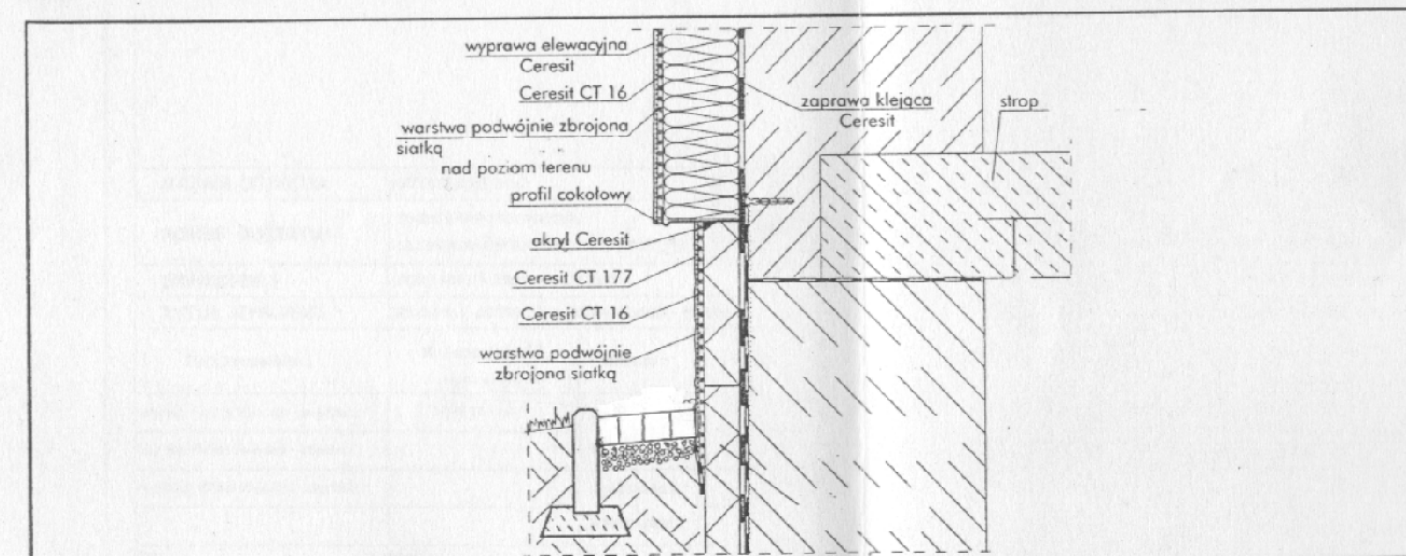 wyprawa elewacyjna
Ceresit
Ceresit CT 16
warstwa podwójnie zbrojona
siatką
nad poziom terenu
profil cokołowy
akryl Ceresit
Ceresit CT 177
Ceresit CT 16
warstwa podwójnie
zbrojona siatką
zaprawa klejąca
Ceresit
strop